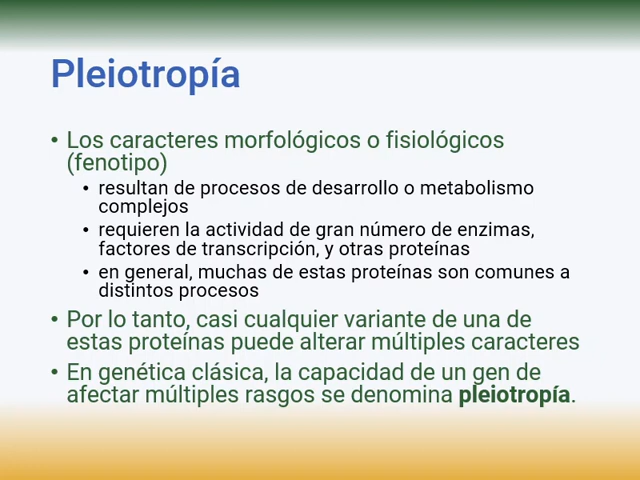 Pleiotropía
• Los caracteres morfológicos o fisiológicos
(fenotipo)
• resultan de procesos de desarrollo o metabolismo
complejos
• requieren la actividad de gran número de enzimas,
factores de transcripción, y otras proteínas
• en general, muchas de estas proteínas son comunes a
distintos procesos
• Por lo tanto, casi cualquier variante de una de
estas proteínas puede alterar múltiples caracteres
• En genética clásica, la capacidad de un gen de
afectar múltiples rasgos se denomina pleiotropía.